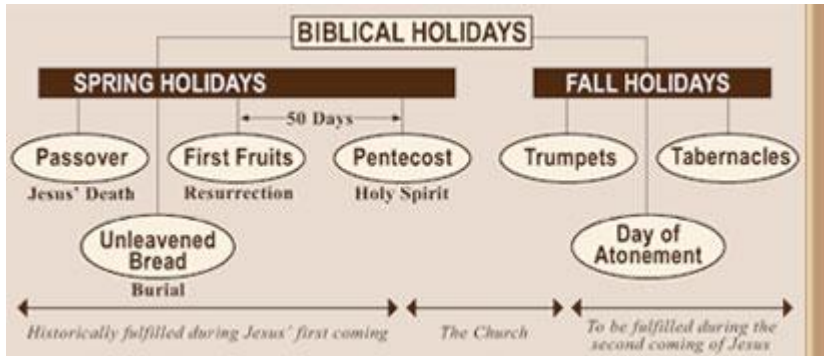 BIBLICAL HOLIDAYS
SPRING HOLIDAYS
FALL HOLIDAYS
50 Days
Passover
Jesus' Death
First Fruits
Resurrection
Pentecost
Holy Spirit
Trumpets
Tabernacles
Unleavened
Bread
Burial
Day of
Atonement
Historically fulfilled during Jesus' first coming
The Church
To be fulfilled during the
second coming of Jesus